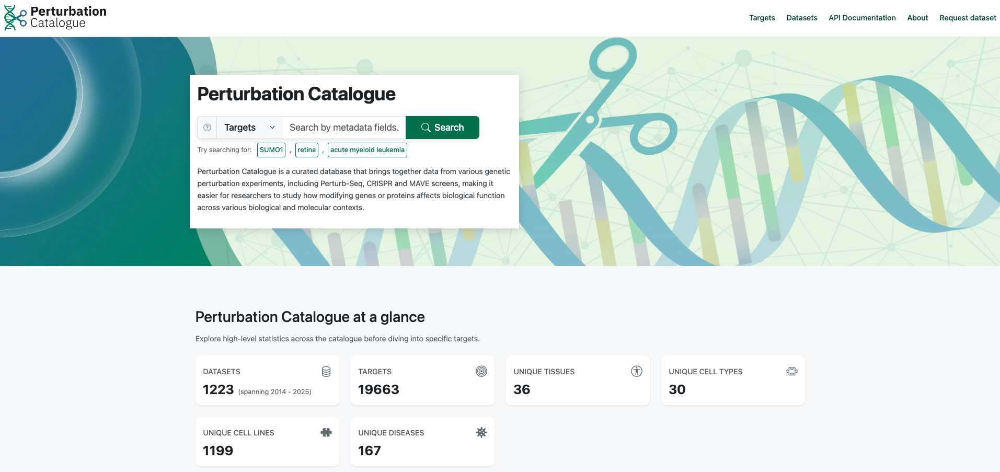 Perturbation
Catalogue
Targets
Datasets
API Documentation
About
Request dataset
Perturbation Catalogue
?
Targets
Search by metadata fields.
Search
Try searching for: SUMO1 , retina , acute myeloid leukemia
Perturbation Catalogue is a curated database that brings together data from various genetic
perturbation experiments, including Perturb-Seq, CRISPR and MAVE screens, making it
easier for researchers to study how modifying genes or proteins affects biological function
across various biological and molecular contexts.
Perturbation Catalogue at a glance
Explore high-level statistics across the catalogue before diving into specific targets.
DATASETS
1223 (spanning 2014 - 2025)
TARGETS
19663
UNIQUE TISSUES
36
UNIQUE CELL TYPES
30
UNIQUE CELL LINES
1199
UNIQUE DISEASES
167